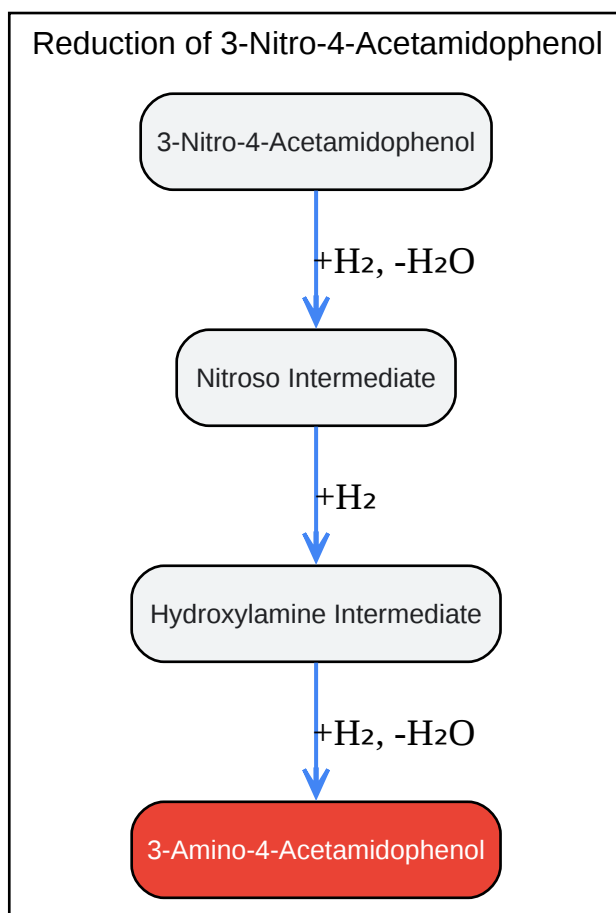 Reduction of 3-Nitro-4-Acetamidophenol
3-Nitro-4-Acetamidophenol
+H₂, -H₂O
Nitroso Intermediate
+H₂
Hydroxylamine Intermediate
+H₂, -H₂O
3-Amino-4-Acetamidophenol